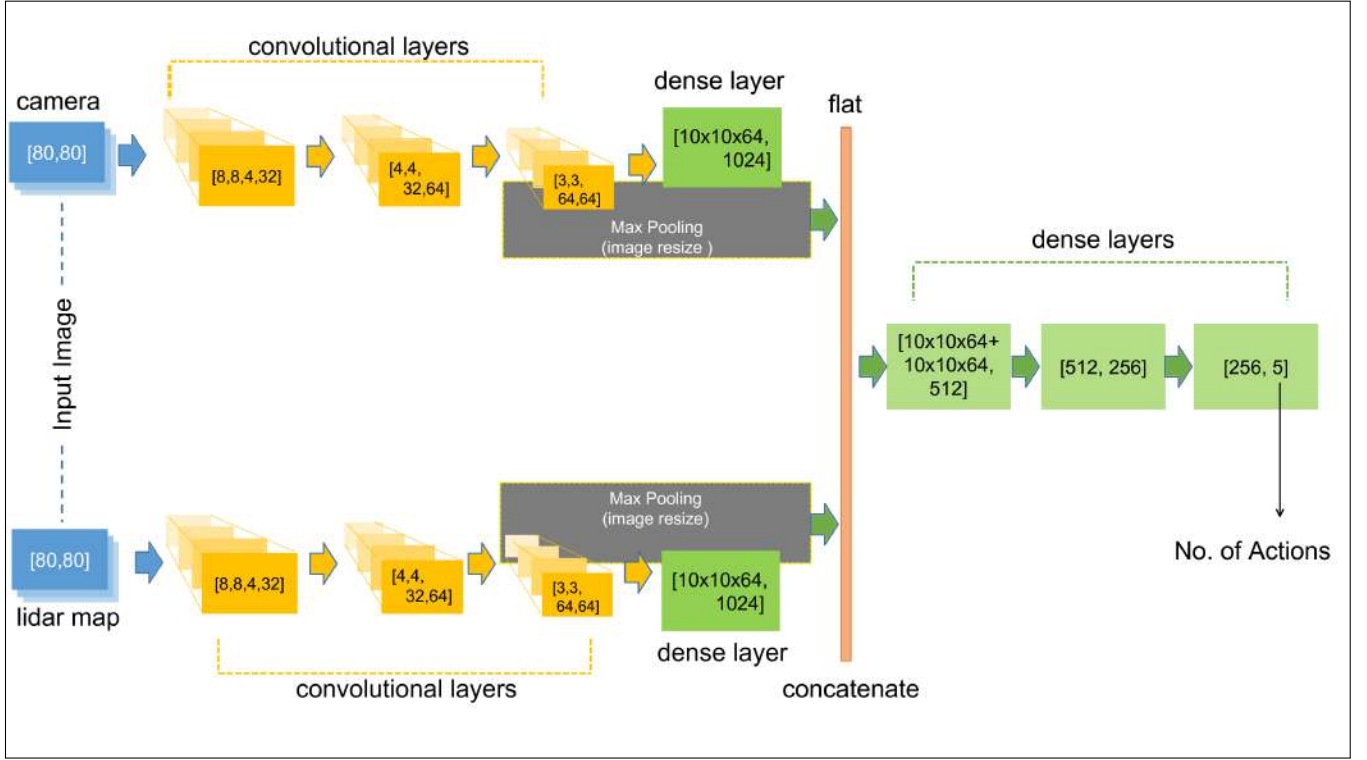 convolutional layers
camera
[80,80]
[8,8,4,32]
[4,4,
32,64]
[3,3,
64,64]
dense layer
[10x10x64,
1024]
Max Pooling
(image resize )
flat
Input Image
dense layers
[10x10x64+
10x10x64,
512]
[512, 256]
[256, 5]
No. of Actions
[80,80]
lidar map
[8,8,4,32]
[4,4,
32,64]
[3,3,
64,64]
Max Pooling
(image resize)
[10x10x64,
1024]
dense layer
convolutional layers
concatenate